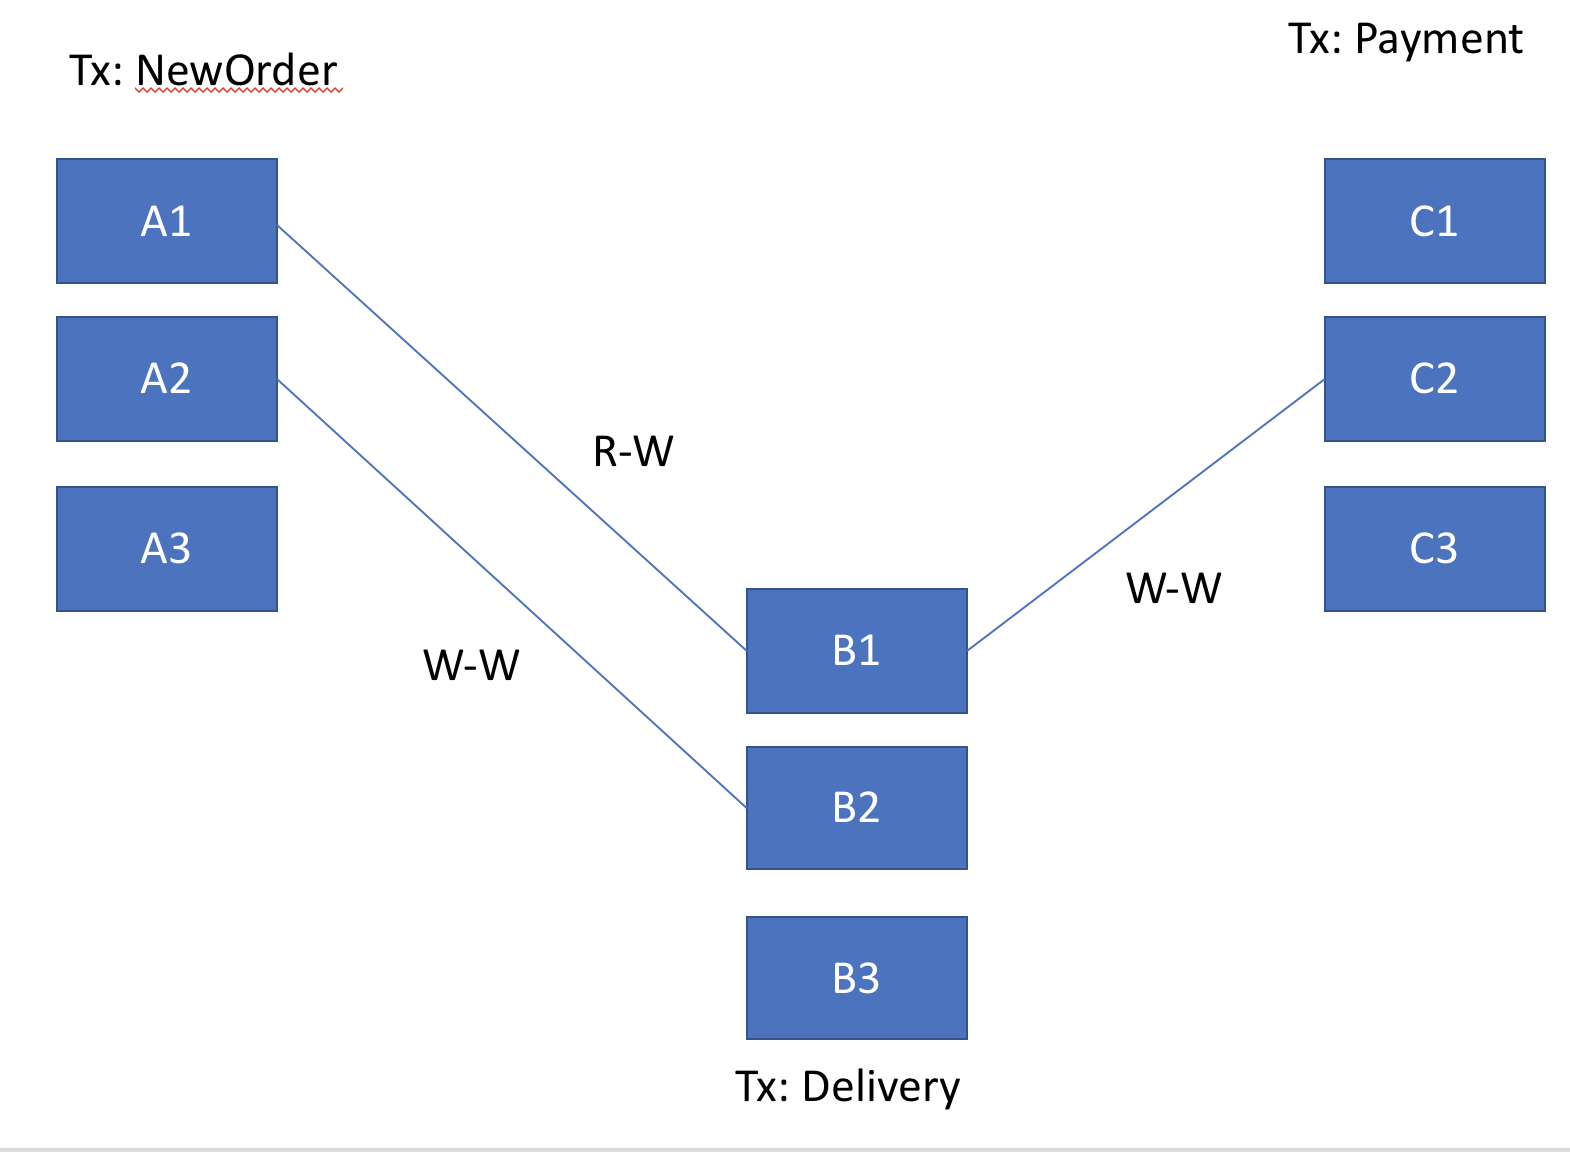 Tx: NewOrder
Tx: Payment
A1
A2
A3
C1
C2
C3
R-W
W-W
W-W
B1
B2
B3
Tx: Delivery